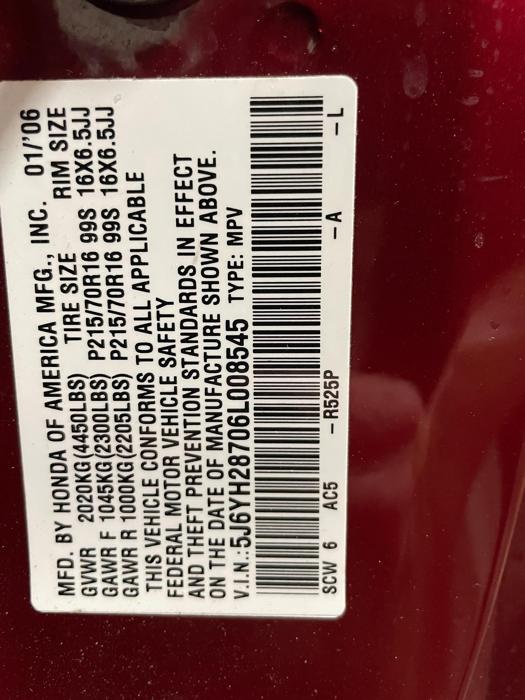 MFD. BY HONDA OF AMERICA MFG., INC. 01/'06
GVWR 2020KG(4450LBS) TIRE SIZE RIM SIZE
GAWR F 1045KG(2300LBS) P215/70R16 99S 16X6.5JJ
GAWR R 1000KG(2205LBS) P215/70R16 99S 16X6.5JJ
THIS VEHICLE CONFORMS TO ALL APPLICABLE
FEDERAL MOTOR VEHICLE SAFETY
AND THEFT PREVENTION STANDARDS IN EFFECT
ON THE DATE OF MANUFACTURE SHOWN ABOVE.
V.I.N.:5J6YH28706L008545 TYPE: MPV
SCW 6 AC5 –R525P –A –L